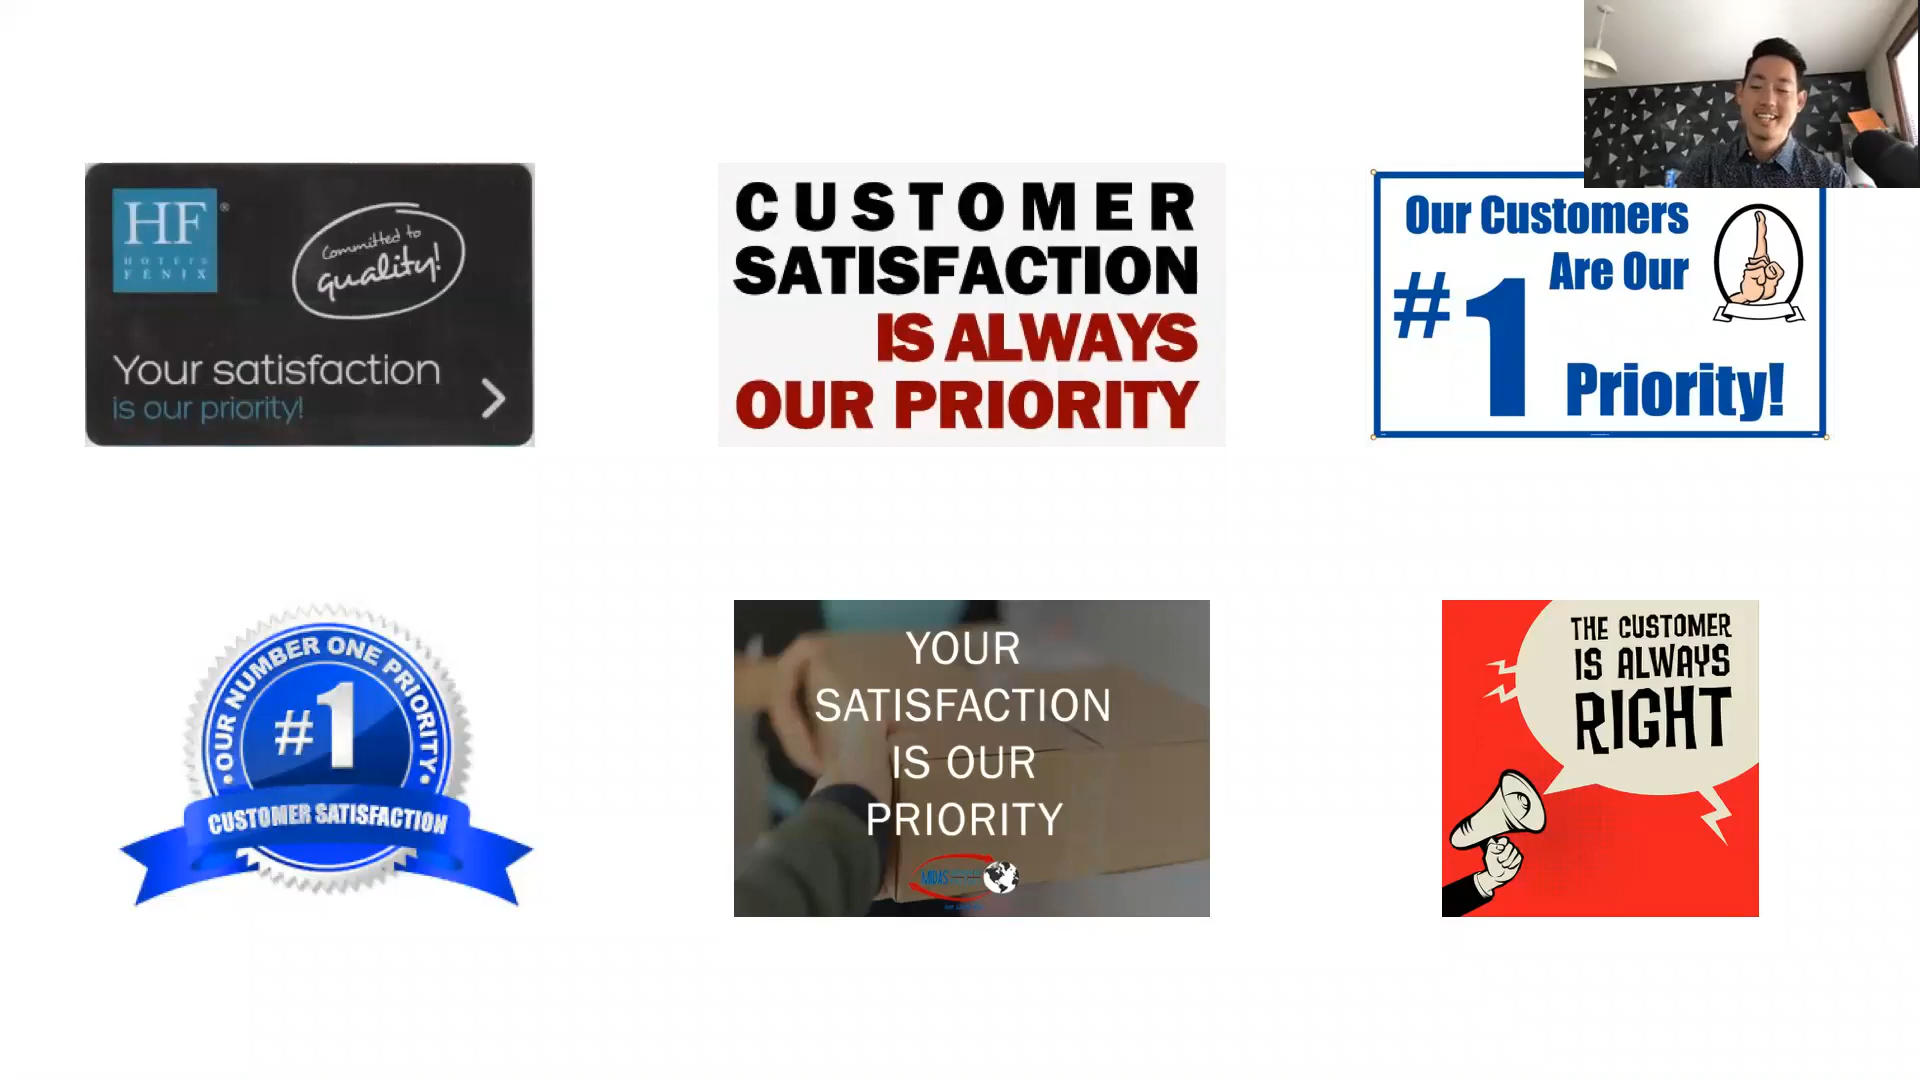 HF
HOTÉIS
FÉNIX
®
Committed to
quality!
Your satisfaction
is our priority!
CUSTOMER
SATISFACTION
IS ALWAYS
OUR PRIORITY
Our Customers
Are Our
#1
Priority!
OUR NUMBER ONE PRIORITY
#1
CUSTOMER SATISFACTION
YOUR
SATISFACTION
IS OUR
PRIORITY
MIDAS
THE CUSTOMER
IS ALWAYS
RIGHT